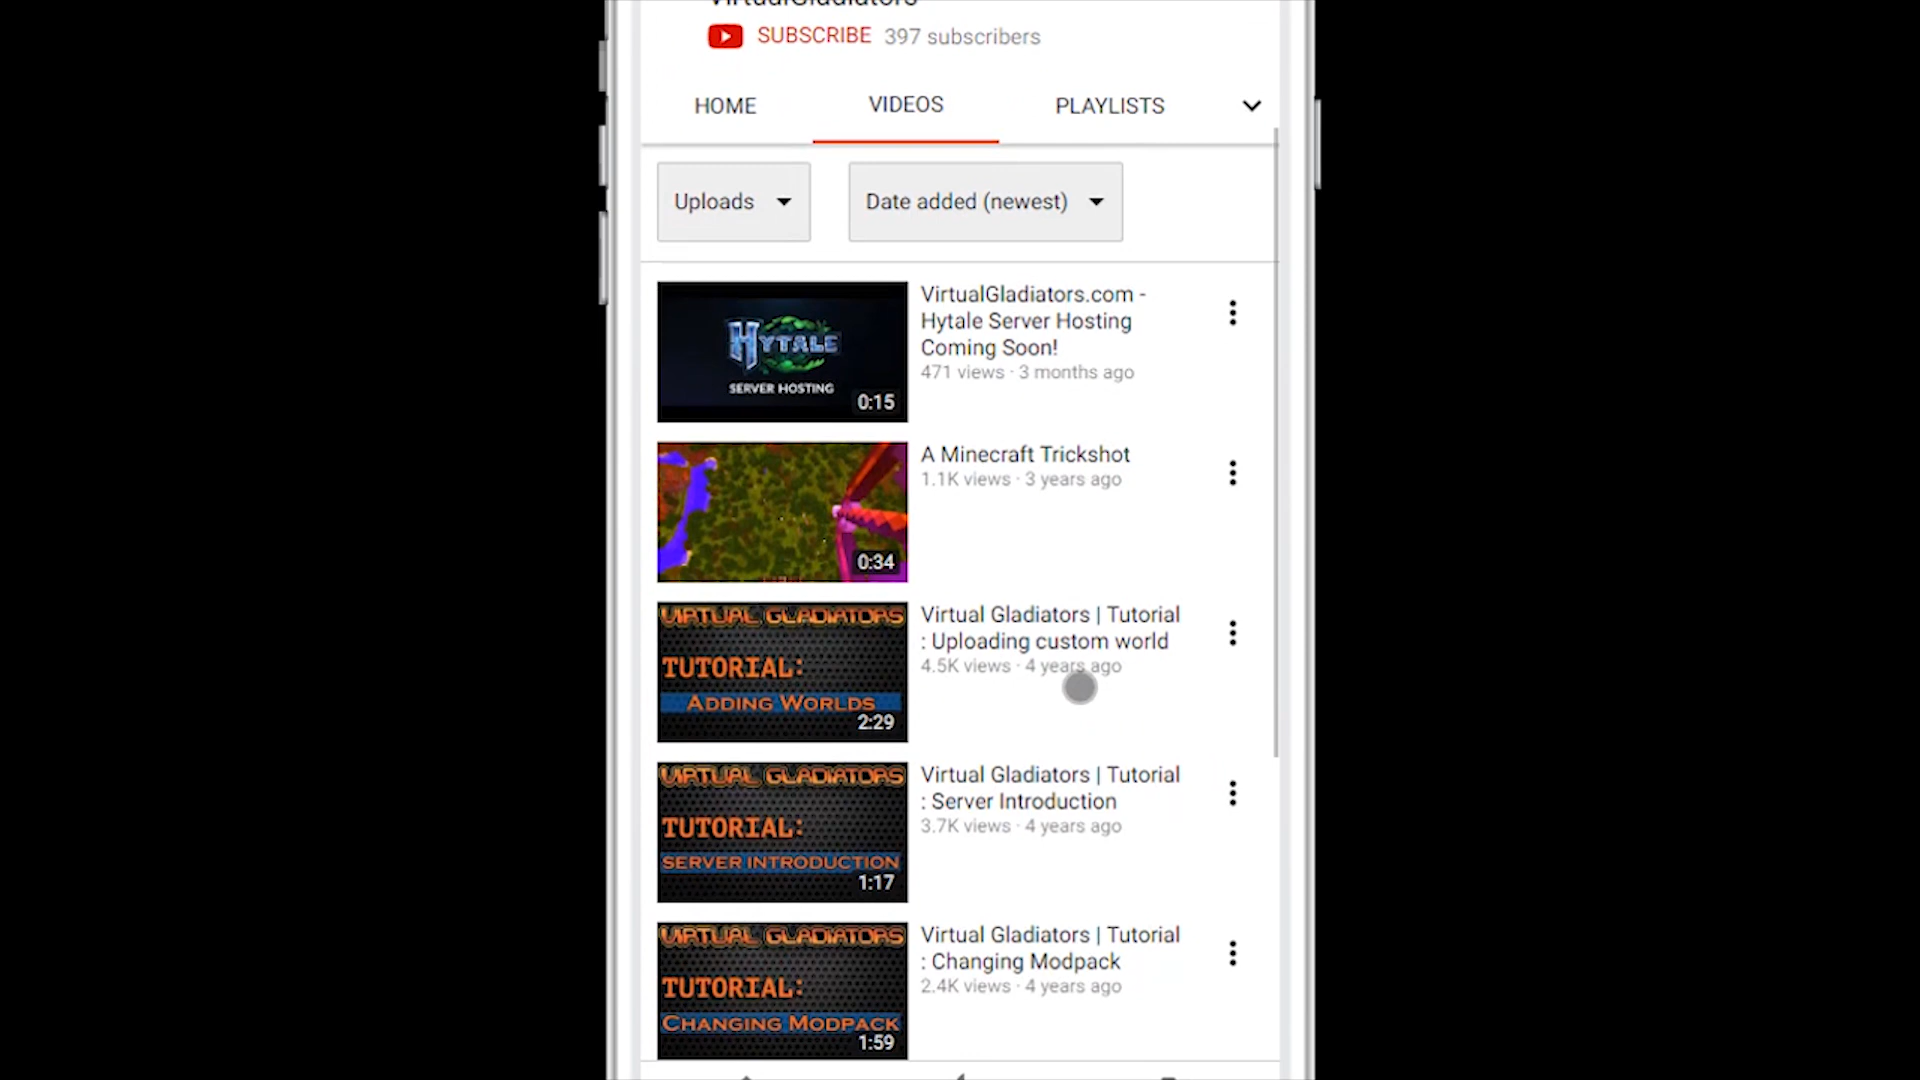 VirtualGladiators
SUBSCRIBE 397 subscribers
HOME VIDEOS PLAYLISTS
Uploads Date added (newest)
HYTALE
SERVER HOSTING
0:15
VirtualGladiators.com -
Hytale Server Hosting
Coming Soon!
471 views · 3 months ago
0:34
A Minecraft Trickshot
1.1K views · 3 years ago
VIRTUAL GLADIATORS
TUTORIAL:
ADDING WORLDS
2:29
Virtual Gladiators | Tutorial
: Uploading custom world
4.5K views · 4 years ago
VIRTUAL GLADIATORS
TUTORIAL:
SERVER INTRODUCTION
1:17
Virtual Gladiators | Tutorial
: Server Introduction
3.7K views · 4 years ago
VIRTUAL GLADIATORS
TUTORIAL:
CHANGING MODPACK
1:59
Virtual Gladiators | Tutorial
: Changing Modpack
2.4K views · 4 years ago